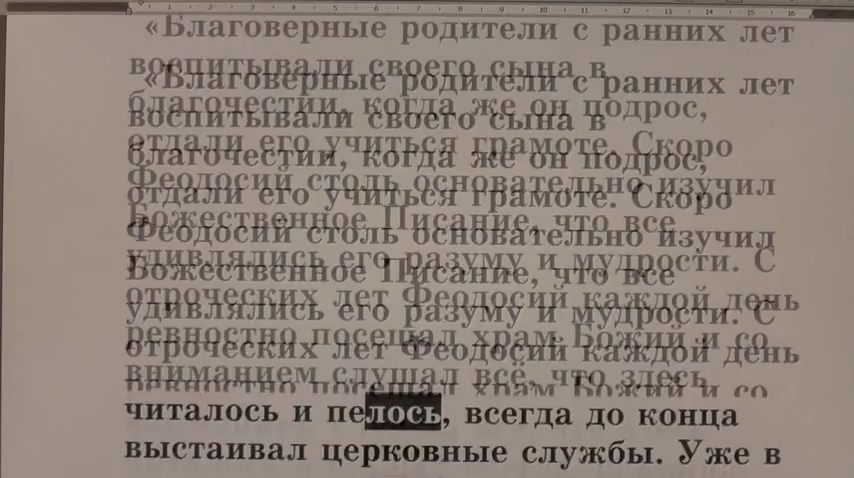 «Благоверные родители с ранних лет
воспитывали своего сына в
благочестии, когда же он подрос,
отдали его учиться грамоте. Скоро
Феодосий столь основательно изучил
Божественное Писание, что все
удивлялись его разуму и мудрости. С
отроческих лет Феодосий каждой день
ревностно посещал храм Божий и со
вниманием слушал всё, что здесь
читалось и пелось, всегда до конца
выстаивал церковные службы. Уже в